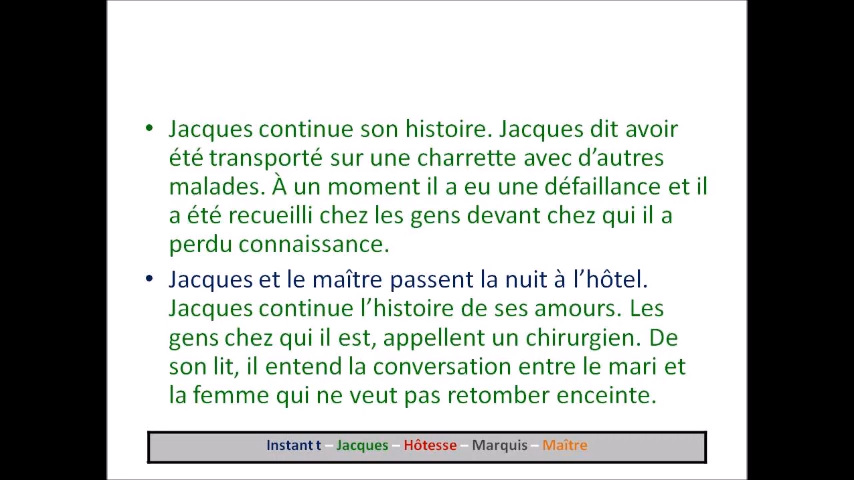 • Jacques continue son histoire. Jacques dit avoir
été transporté sur une charrette avec d’autres
malades. À un moment il a eu une défaillance et il
a été recueilli chez les gens devant chez qui il a
perdu connaissance.
• Jacques et le maître passent la nuit à l’hôtel.
Jacques continue l’histoire de ses amours. Les
gens chez qui il est, appellent un chirurgien. De
son lit, il entend la conversation entre le mari et
la femme qui ne veut pas retomber enceinte.
Instant t – Jacques – Hôtesse – Marquis – Maître